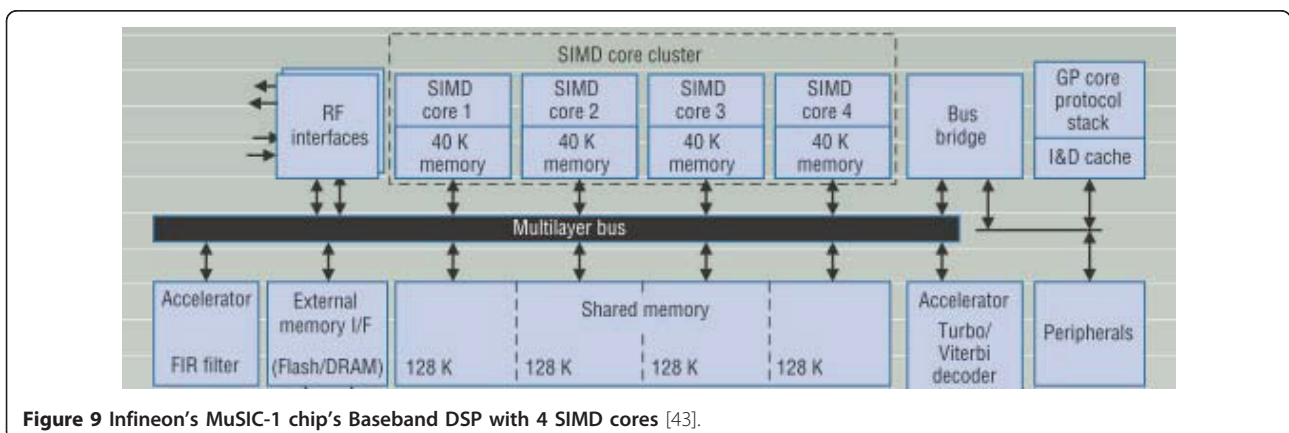 SIMD core cluster
RF
interfaces
SIMD
core 1
40 K
memory
SIMD
core 2
40 K
memory
SIMD
core 3
40 K
memory
SIMD
core 4
40 K
memory
Bus
bridge
GP core
protocol
stack
I&D cache
Multilayer bus
Accelerator
FIR filter
External
memory I/F
(Flash/DRAM)
Shared memory
128 K
128 K
128 K
128 K
Accelerator
Turbo/
Viterbi
decoder
Peripherals
Figure 9 Infineon's MuSIC-1 chip's Baseband DSP with 4 SIMD cores [43].